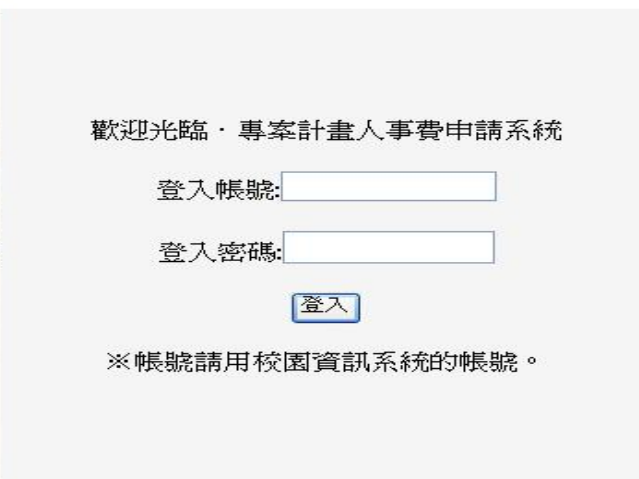 歡迎光臨‧專案計畫人事費申請系統
登入帳號:
登入密碼:
登入
※帳號請用校園資訊系統的帳號。